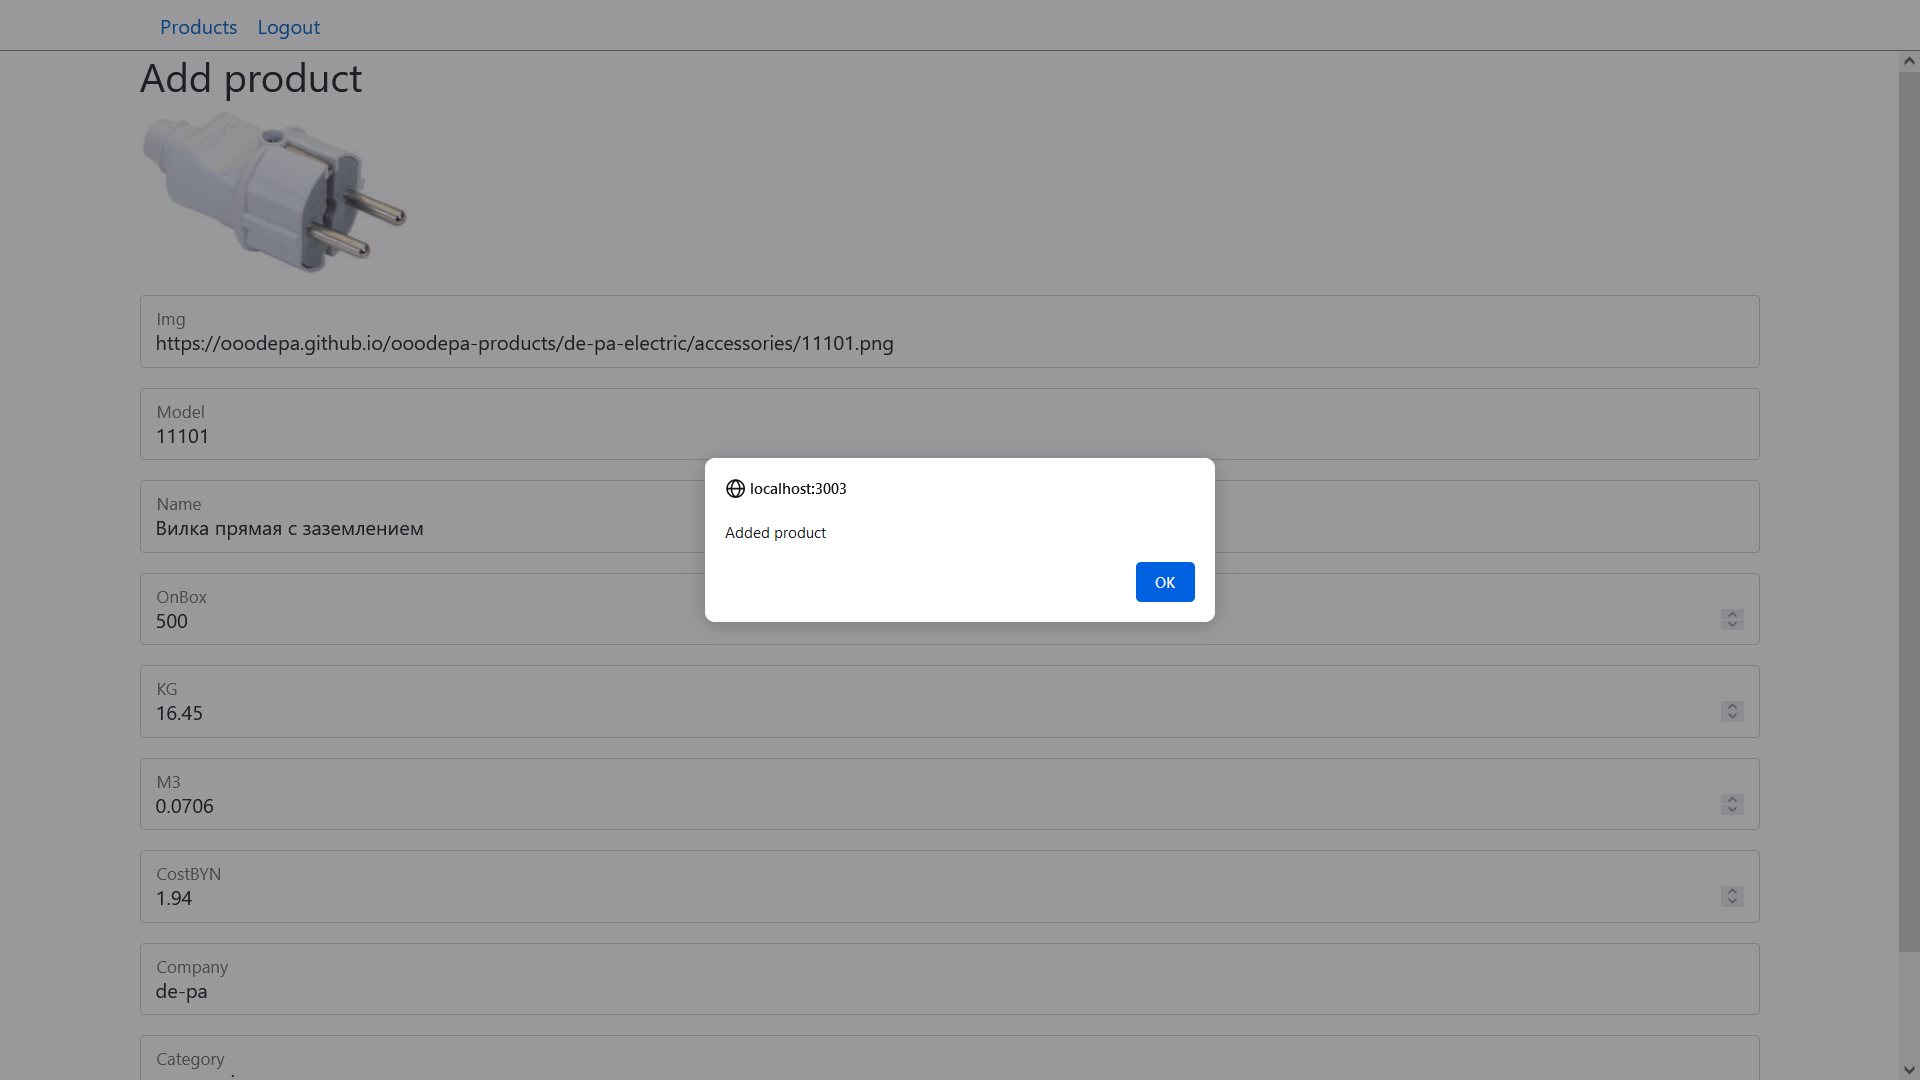 Products Logout
Add product
Img
https://ooodepa.github.io/ooodepa-products/de-pa-electric/accessories/11101.png
Model
11101
localhost:3003
Added product
OK
Name
Вилка прямая с заземлением
OnBox
500
KG
16.45
M3
0.0706
CostBYN
1.94
Company
de-pa
Category